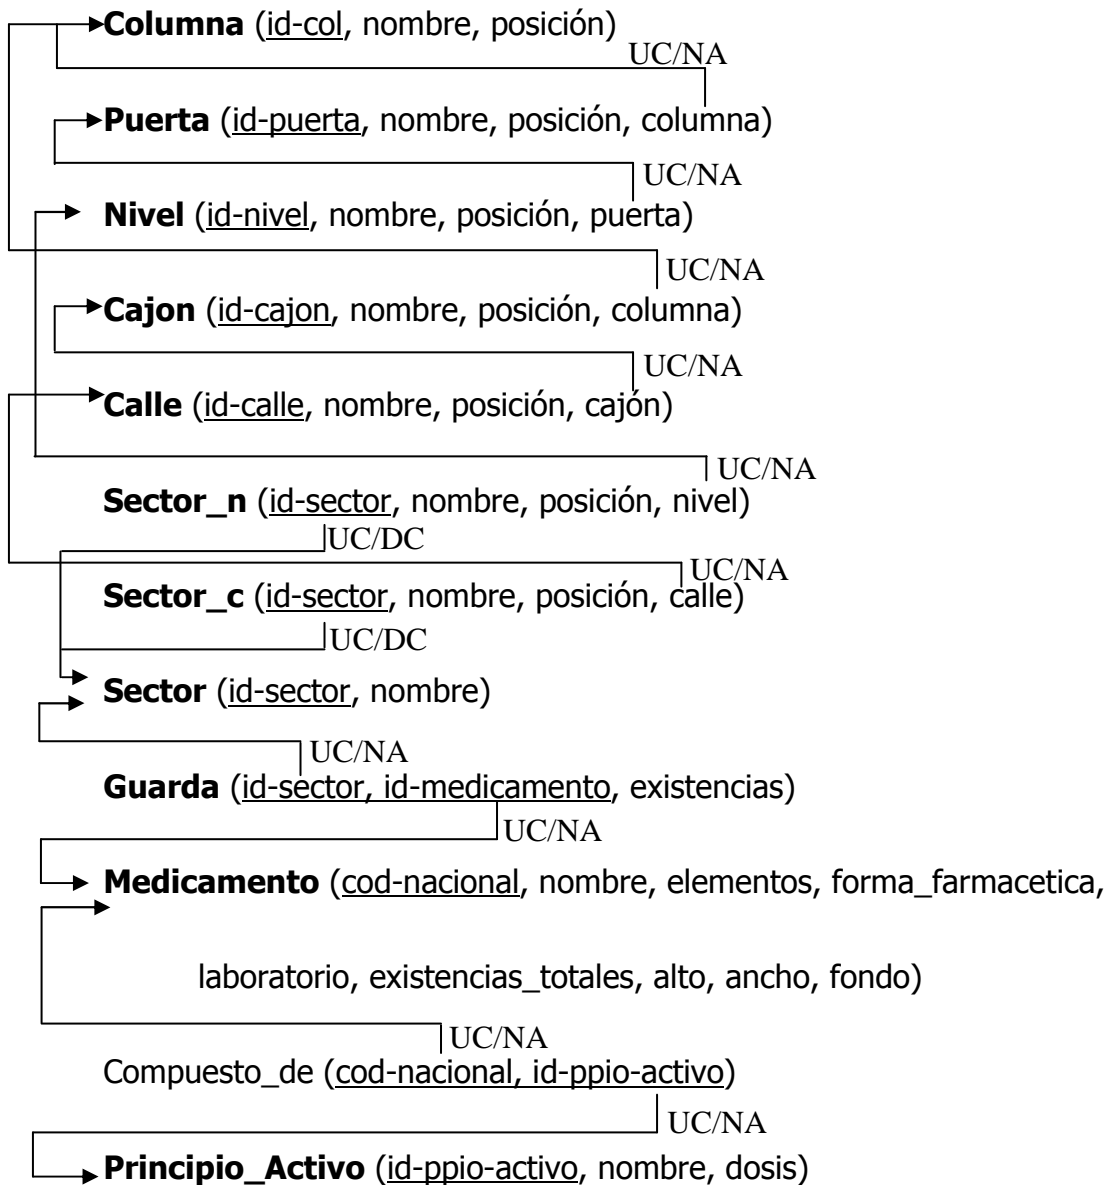 Columna (id-col, nombre, posición)
UC/NA
Puerta (id-puerta, nombre, posición, columna)
UC/NA
Nivel (id-nivel, nombre, posición, puerta)
UC/NA
Cajon (id-cajon, nombre, posición, columna)
UC/NA
Calle (id-calle, nombre, posición, cajón)
UC/NA
Sector_n (id-sector, nombre, posición, nivel)
UC/DC
UC/NA
Sector_c (id-sector, nombre, posición, calle)
UC/DC
Sector (id-sector, nombre)
UC/NA
Guarda (id-sector, id-medicamento, existencias)
UC/NA
Medicamento (cod-nacional, nombre, elementos, forma_farmacetica,
laboratorio, existencias_totales, alto, ancho, fondo)
UC/NA
Compuesto_de (cod-nacional, id-ppio-activo)
UC/NA
Principio_Activo (id-ppio-activo, nombre, dosis)